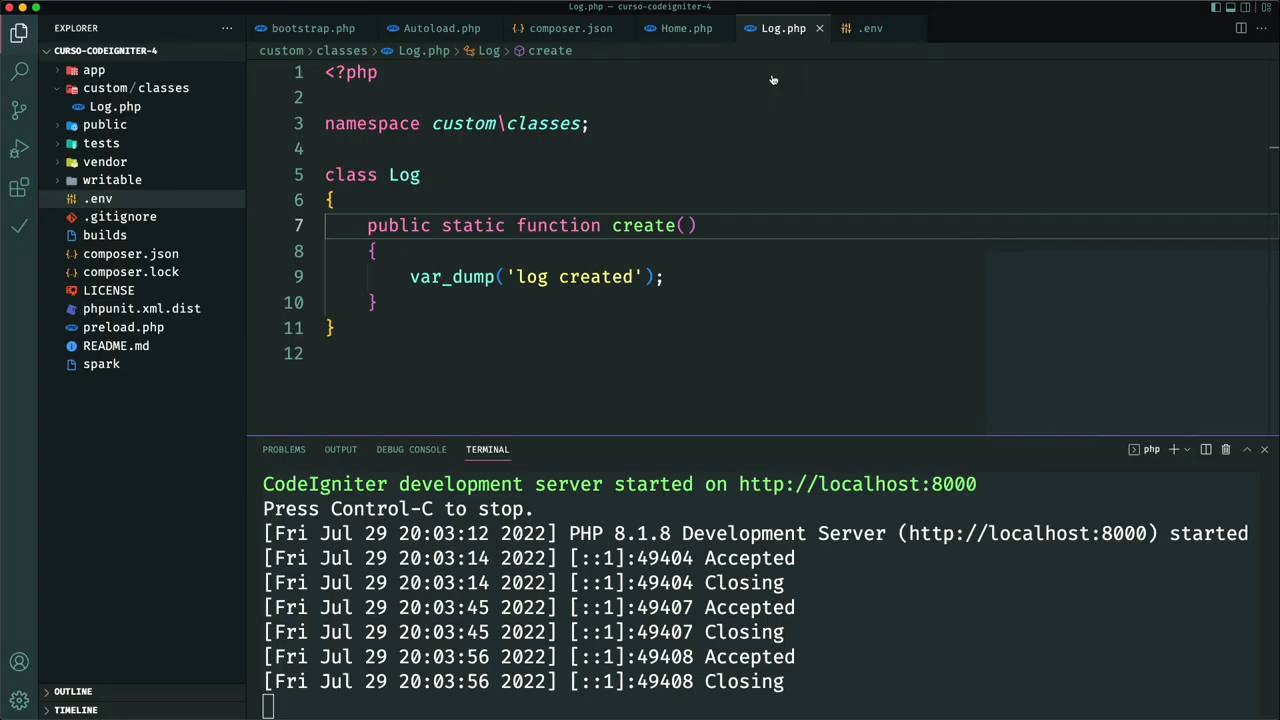 Log.php - curso-codeigniter-4
EXPLORER
CURSO-CODEIGNITER-4
app
custom/classes
Log.php
public
tests
vendor
writable
.env
.gitignore
builds
composer.json
composer.lock
LICENSE
phpunit.xml.dist
preload.php
README.md
spark
OUTLINE
TIMELINE
bootstrap.php Autoload.php composer.json Home.php Log.php .env
custom > classes > Log.php > Log > create
1 <?php
2
3 namespace custom\classes;
4
5 class Log
6 {
7 public static function create()
8 {
9 var_dump('log created');
10 }
11 }
12
PROBLEMS OUTPUT DEBUG CONSOLE TERMINAL php
CodeIgniter development server started on http://localhost:8000
Press Control-C to stop.
[Fri Jul 29 20:03:12 2022] PHP 8.1.8 Development Server (http://localhost:8000) started
[Fri Jul 29 20:03:14 2022] [::1]:49404 Accepted
[Fri Jul 29 20:03:14 2022] [::1]:49404 Closing
[Fri Jul 29 20:03:45 2022] [::1]:49407 Accepted
[Fri Jul 29 20:03:45 2022] [::1]:49407 Closing
[Fri Jul 29 20:03:56 2022] [::1]:49408 Accepted
[Fri Jul 29 20:03:56 2022] [::1]:49408 Closing